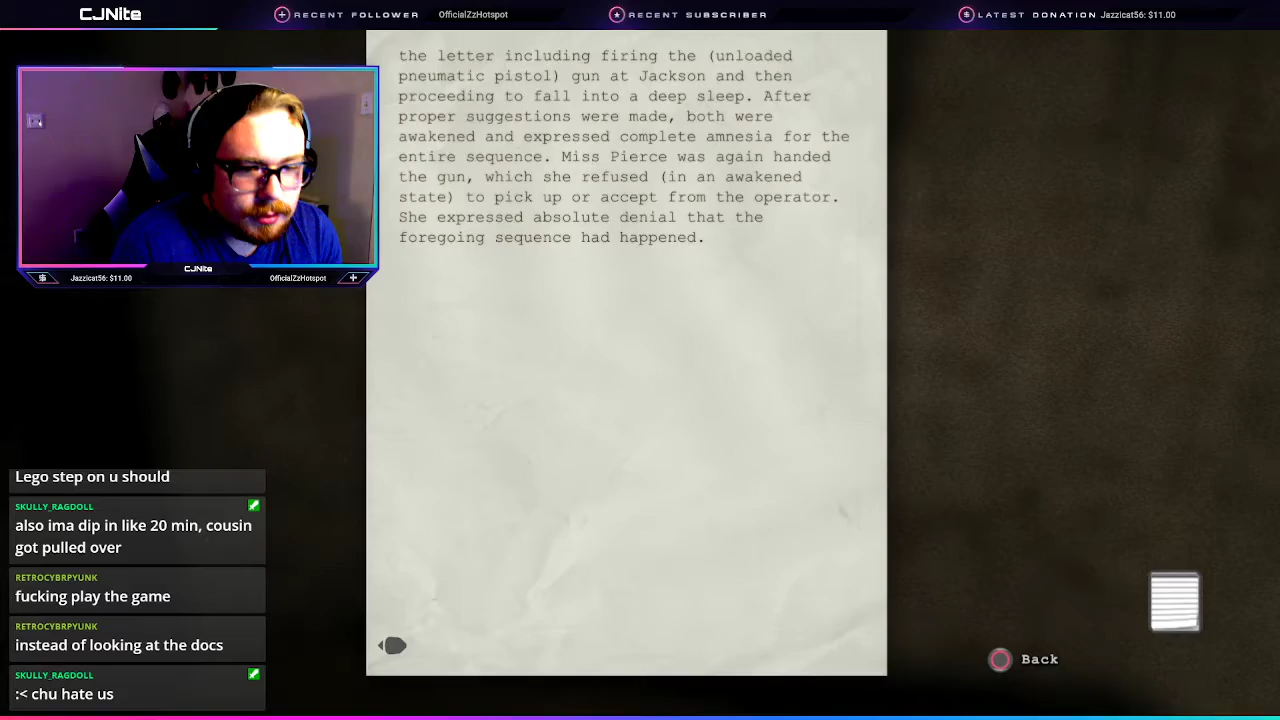 CJNite
RECENT FOLLOWER OfficialZzHotspot
RECENT SUBSCRIBER
LATEST DONATION Jazzicat56: $11.00
the letter including firing the (unloaded
pneumatic pistol) gun at Jackson and then
proceeding to fall into a deep sleep. After
proper suggestions were made, both were
awakened and expressed complete amnesia for the
entire sequence. Miss Pierce was again handed
the gun, which she refused (in an awakened
state) to pick up or accept from the operator.
She expressed absolute denial that the
foregoing sequence had happened.
CJNite
Jazzicat56: $11.00
OfficialZzHotspot
Lego step on u should
SKULLY_RAGDOLL
also ima dip in like 20 min, cousin
got pulled over
RETROCYBRPYUNK
fucking play the game
RETROCYBRPYUNK
instead of looking at the docs
SKULLY_RAGDOLL
:< chu hate us
Back